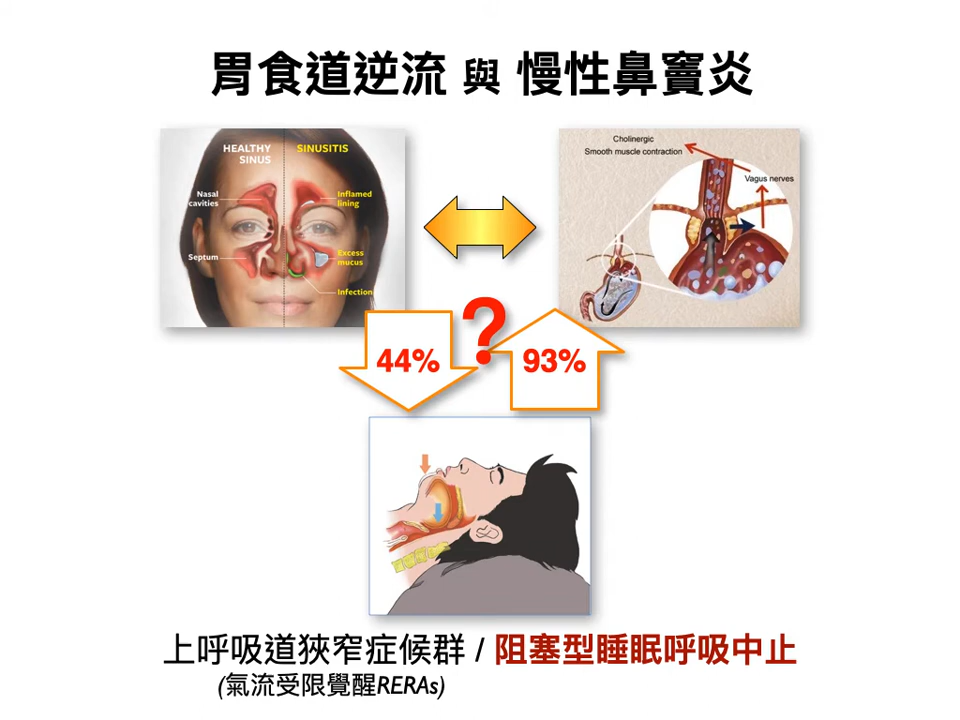 胃食道逆流 與 慢性鼻竇炎
HEALTHY
SINUS
SINUSITIS
Nasal
cavities
Inflamed
lining
Septum
Excess
mucus
Infection
Cholinergic
Smooth muscle contraction
Vagus nerves
?
44%
93%
上呼吸道狹窄症候群 / 阻塞型睡眠呼吸中止
(氣流受限覺醒RERAs)